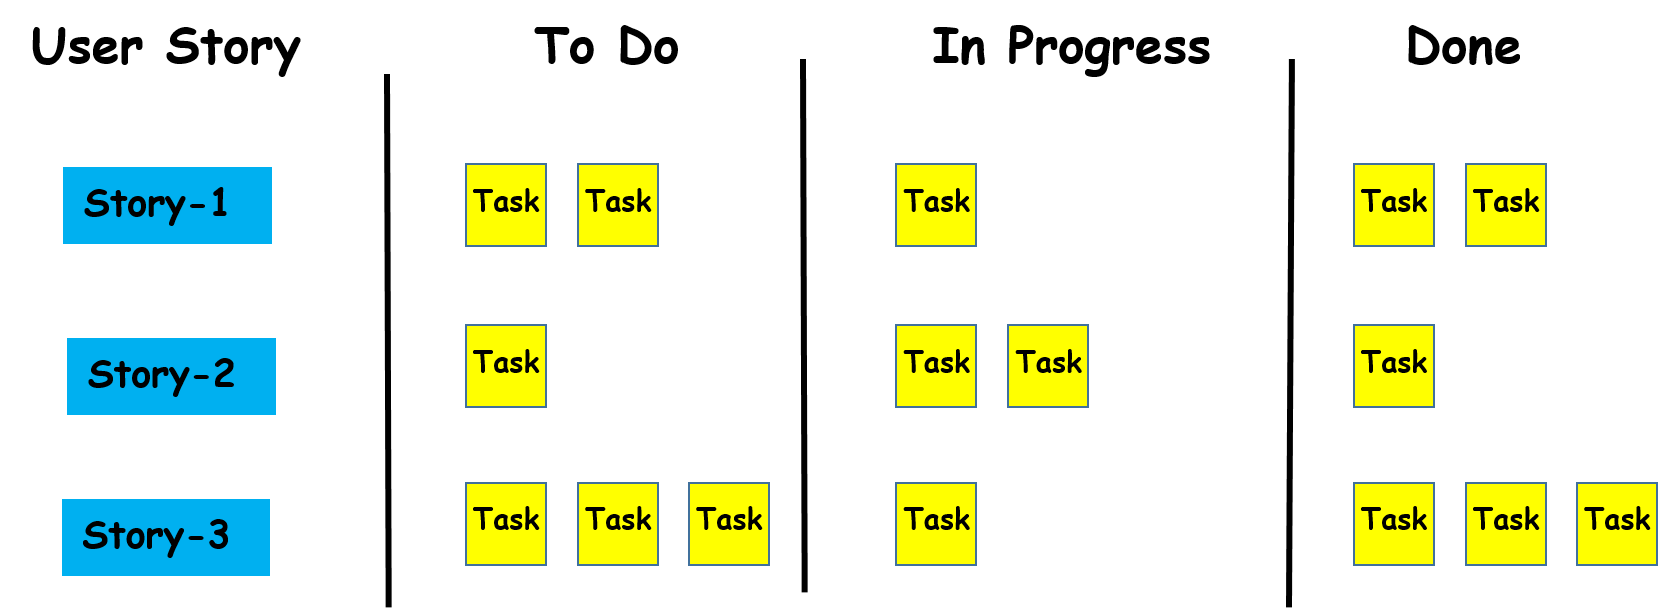 User Story To Do In Progress Done
Story-1 Task Task Task Task Task
Story-2 Task Task Task Task
Story-3 Task Task Task Task Task Task Task